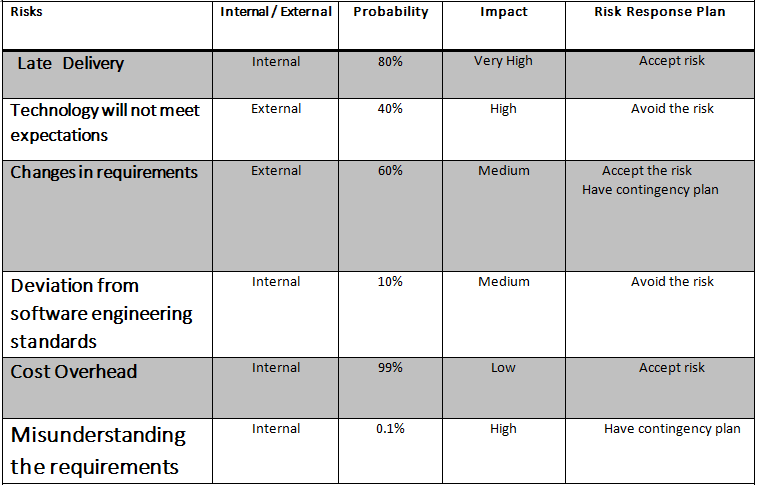 Risks Internal / External Probability Impact Risk Response Plan
Late Delivery Internal 80% Very High Accept risk
Technology will not meet External 40% High Avoid the risk
expectations
Changes in requirements External 60% Medium Accept the risk
Have contingency plan
Deviation from Internal 10% Medium Avoid the risk
software engineering
standards
Cost Overhead Internal 99% Low Accept risk
Misunderstanding Internal 0.1% High Have contingency plan
the requirements